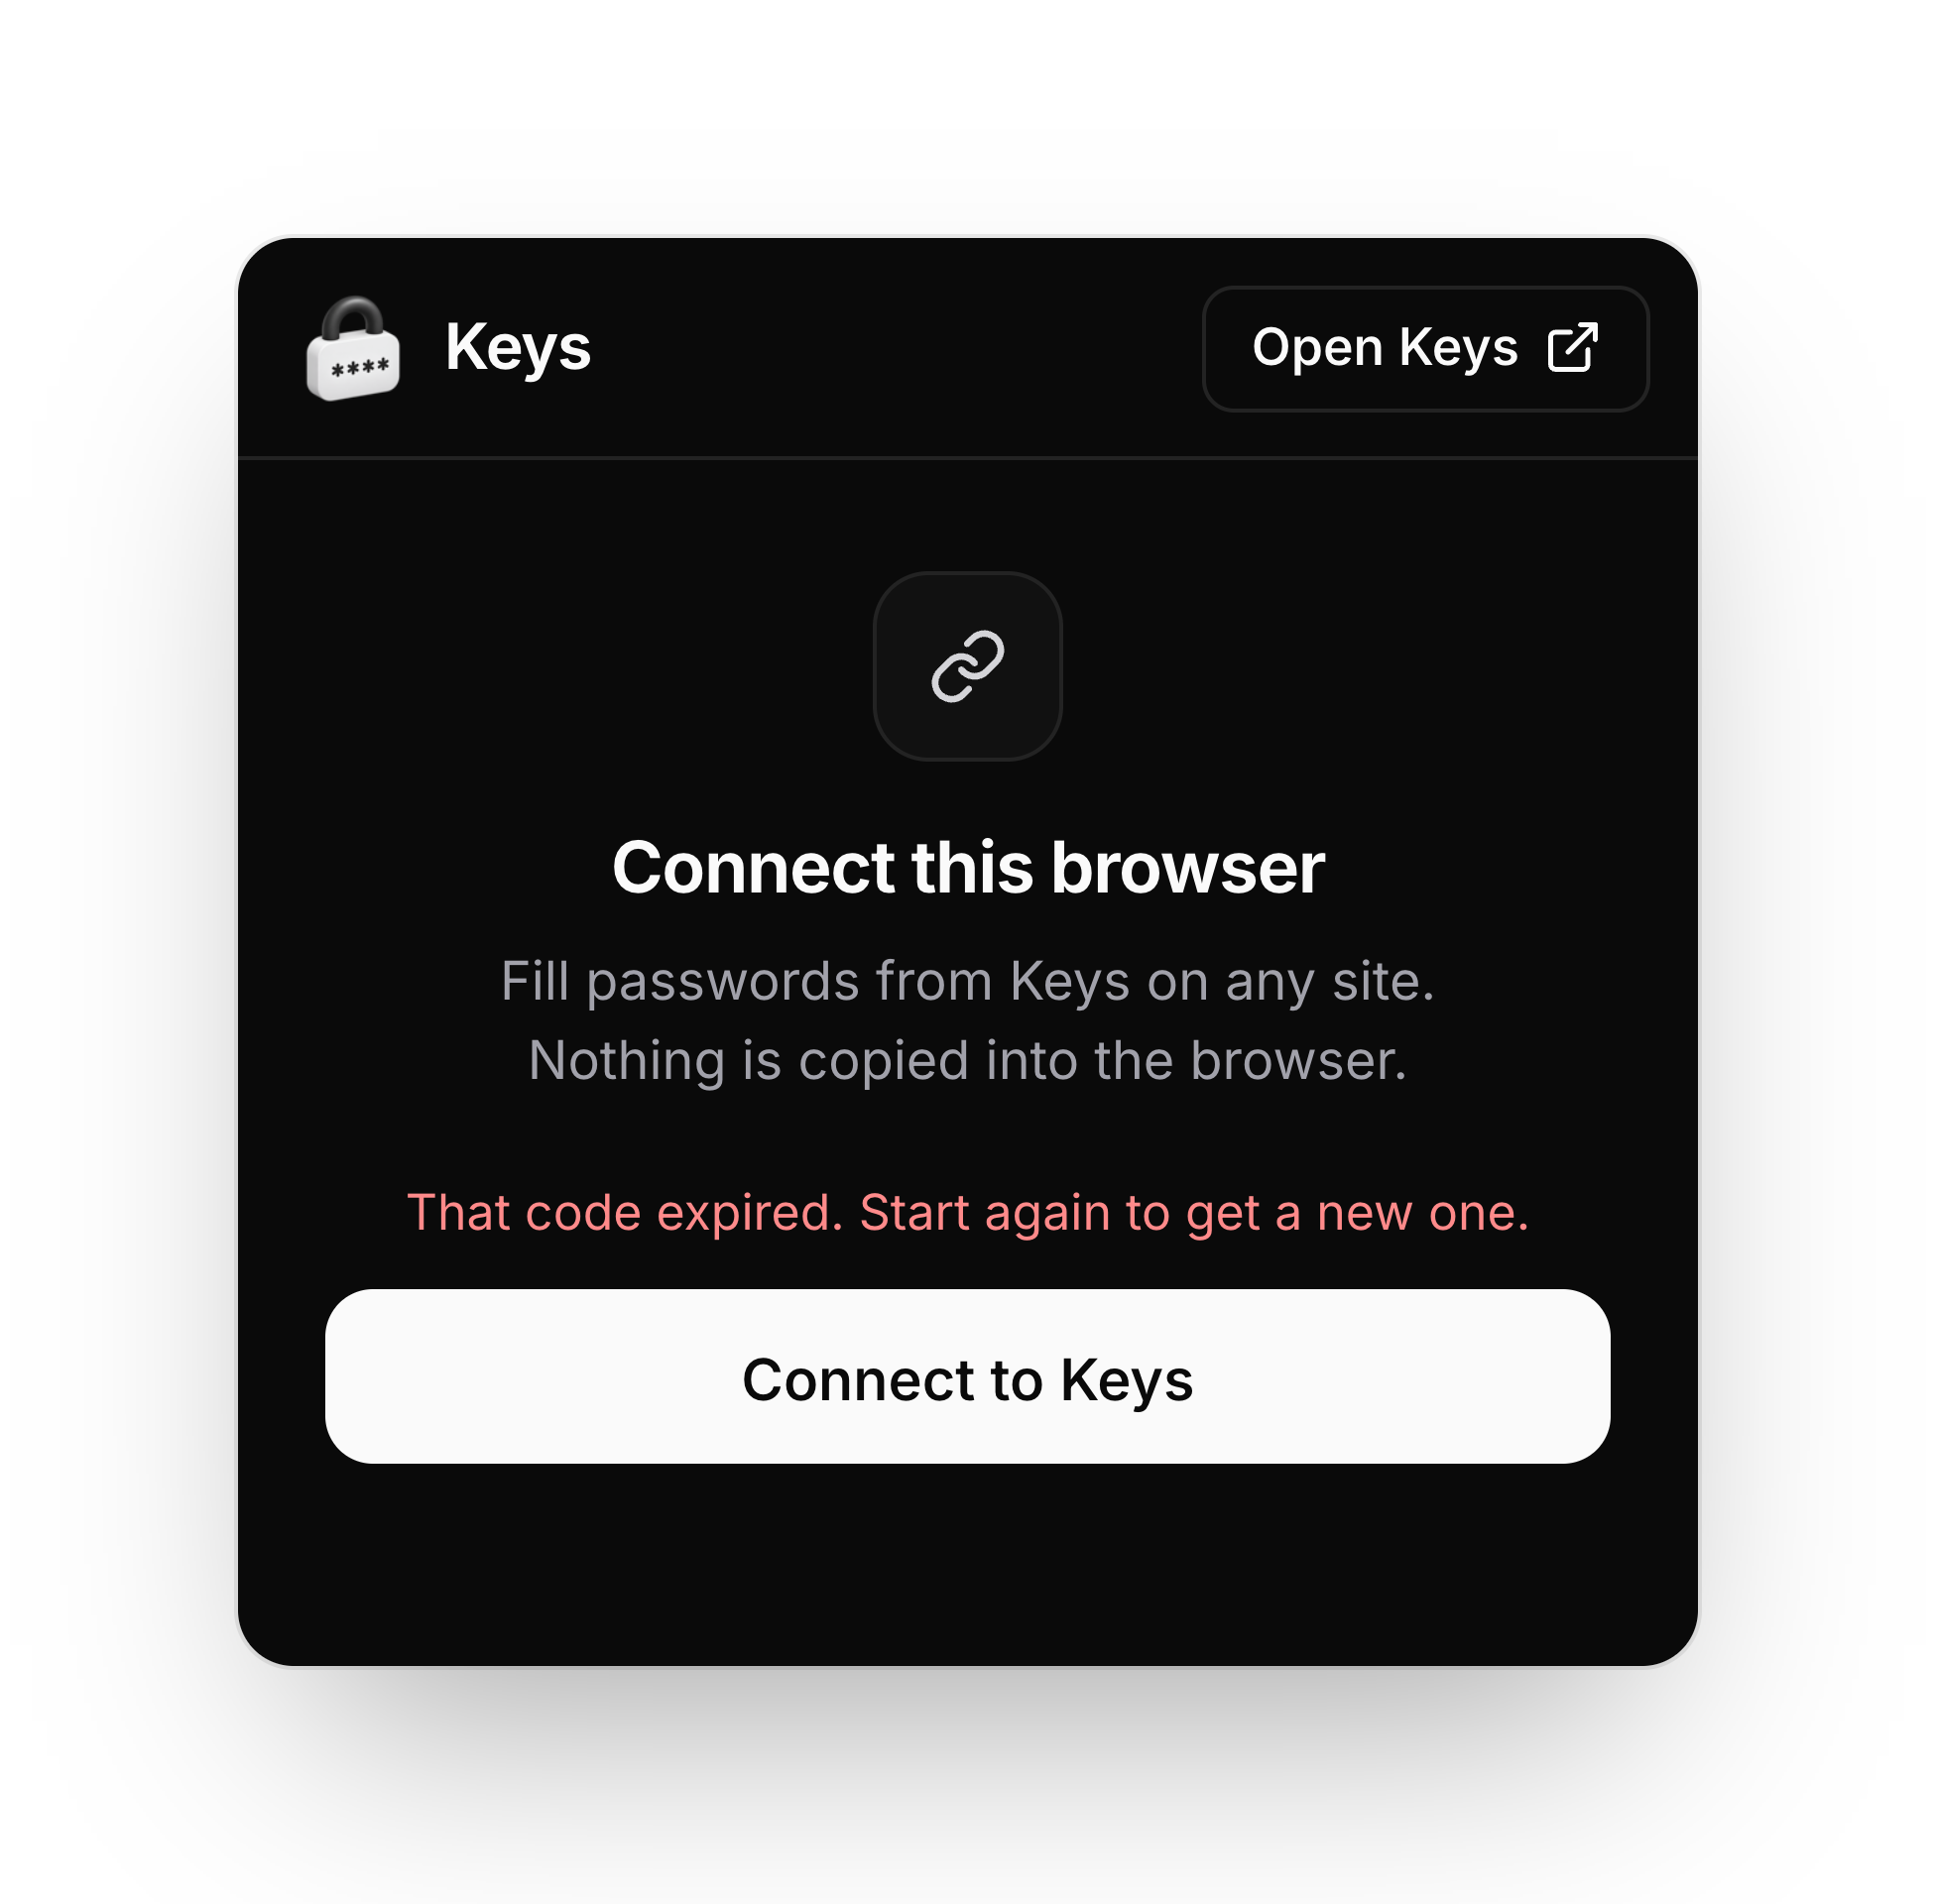 ****
Keys
Open Keys
Connect this browser
Fill passwords from Keys on any site.
Nothing is copied into the browser.
That code expired. Start again to get a new one.
Connect to Keys